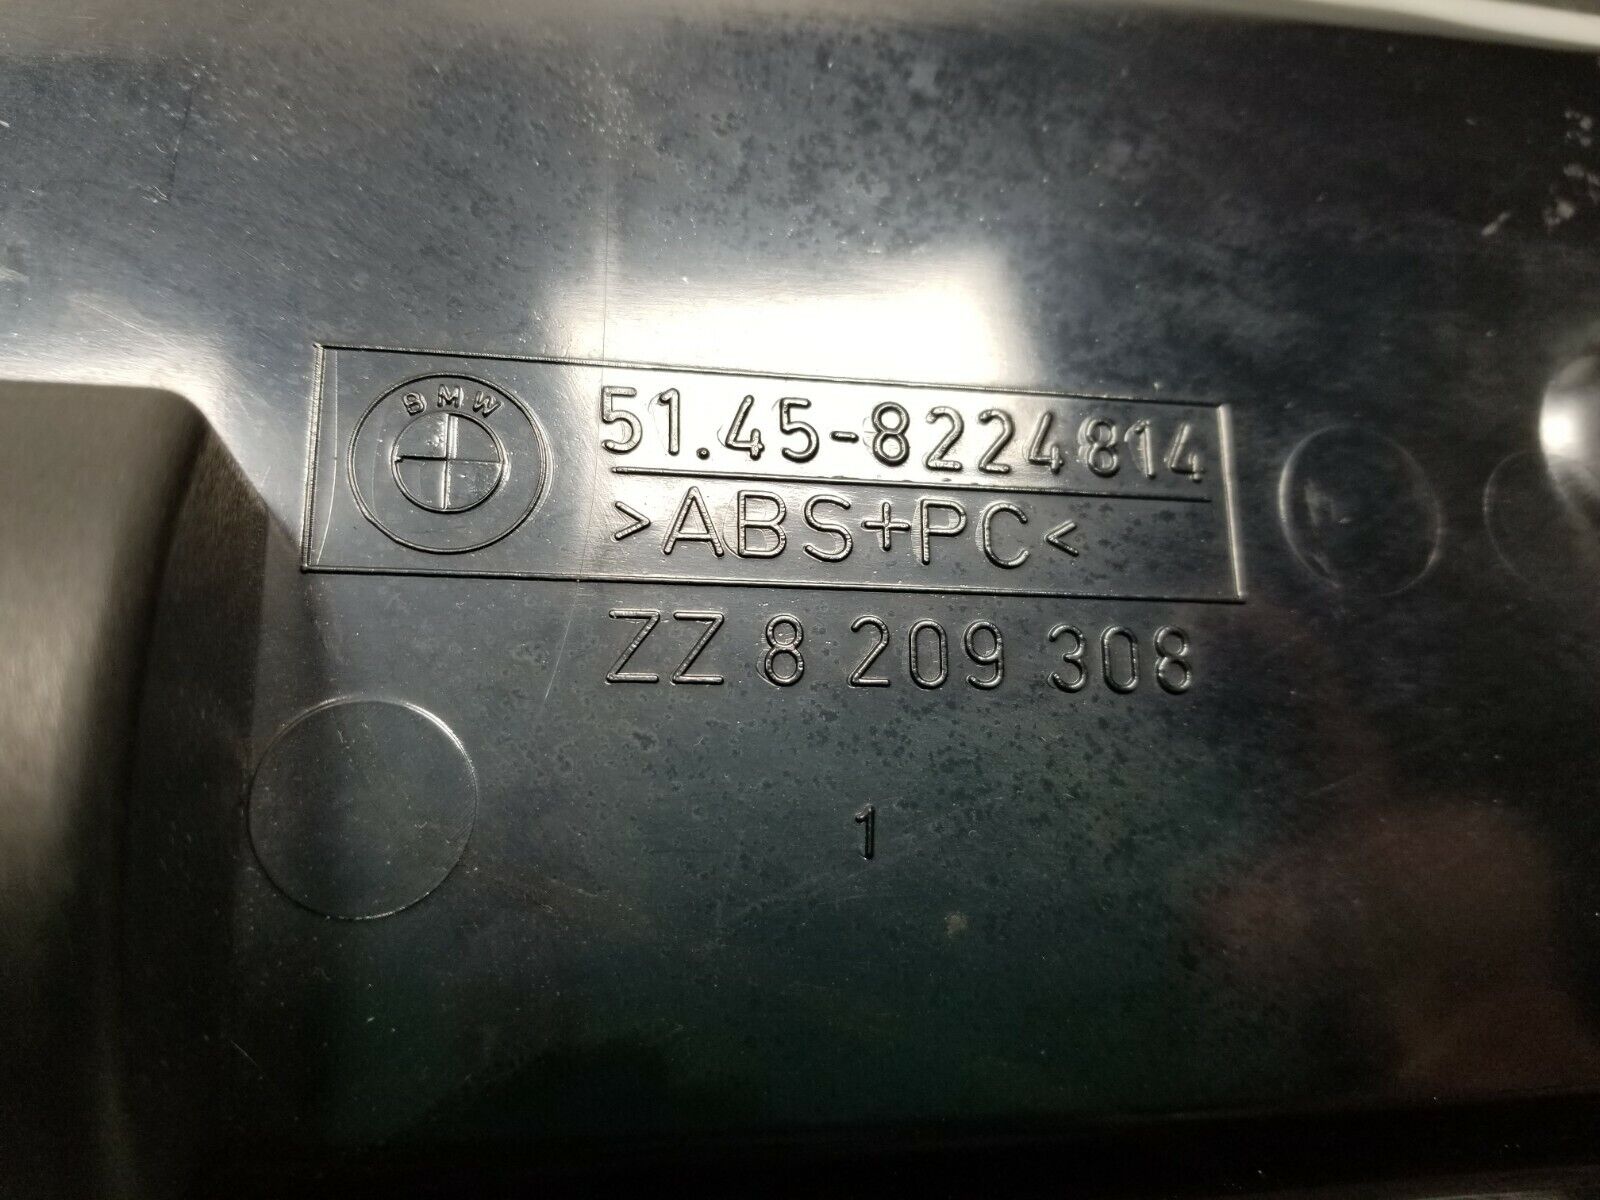 BMW
51.45-8224814
>ABS+PC<
ZZ 8 209 308
1